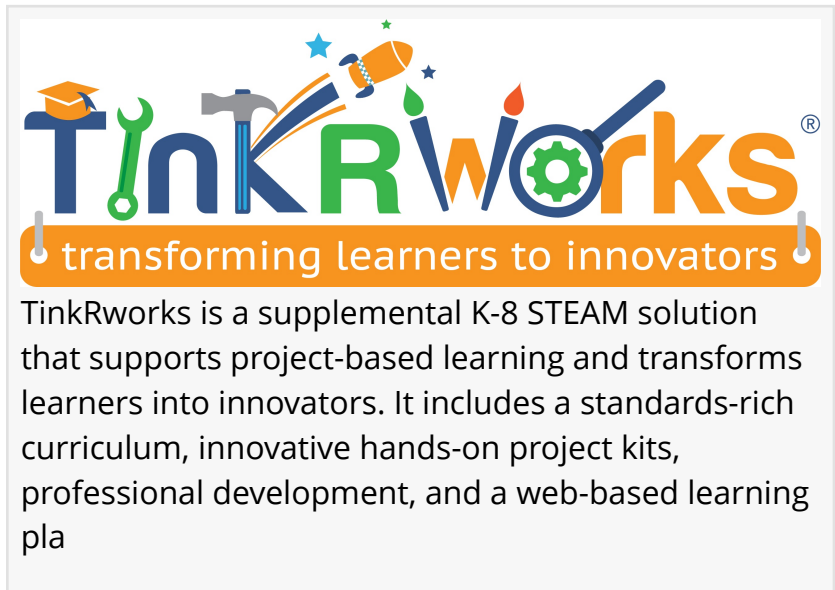 TinkRWorks®
transforming learners to innovators
TinkRworks is a supplemental K-8 STEAM solution
that supports project-based learning and transforms
learners into innovators. It includes a standards-rich
curriculum, innovative hands-on project kits,
professional development, and a web-based learning
pla